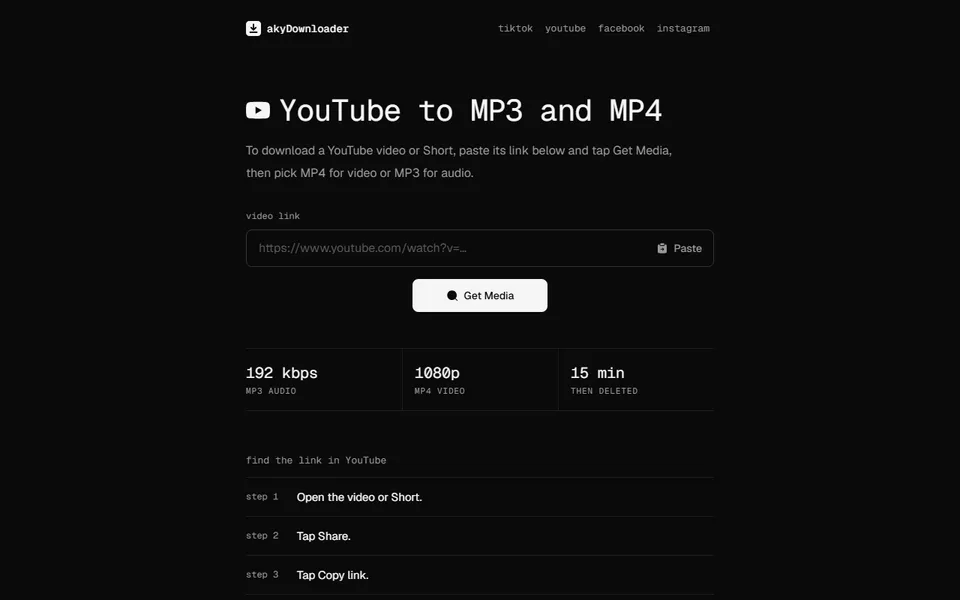 akyDownloader
tiktok youtube facebook instagram
YouTube to MP3 and MP4
To download a YouTube video or Short, paste its link below and tap Get Media,
then pick MP4 for video or MP3 for audio.
video link
https://www.youtube.com/watch?v=…
Paste
Get Media
192 kbps
MP3 AUDIO
1080p
MP4 VIDEO
15 min
THEN DELETED
find the link in YouTube
step 1 Open the video or Short.
step 2 Tap Share.
step 3 Tap Copy link.